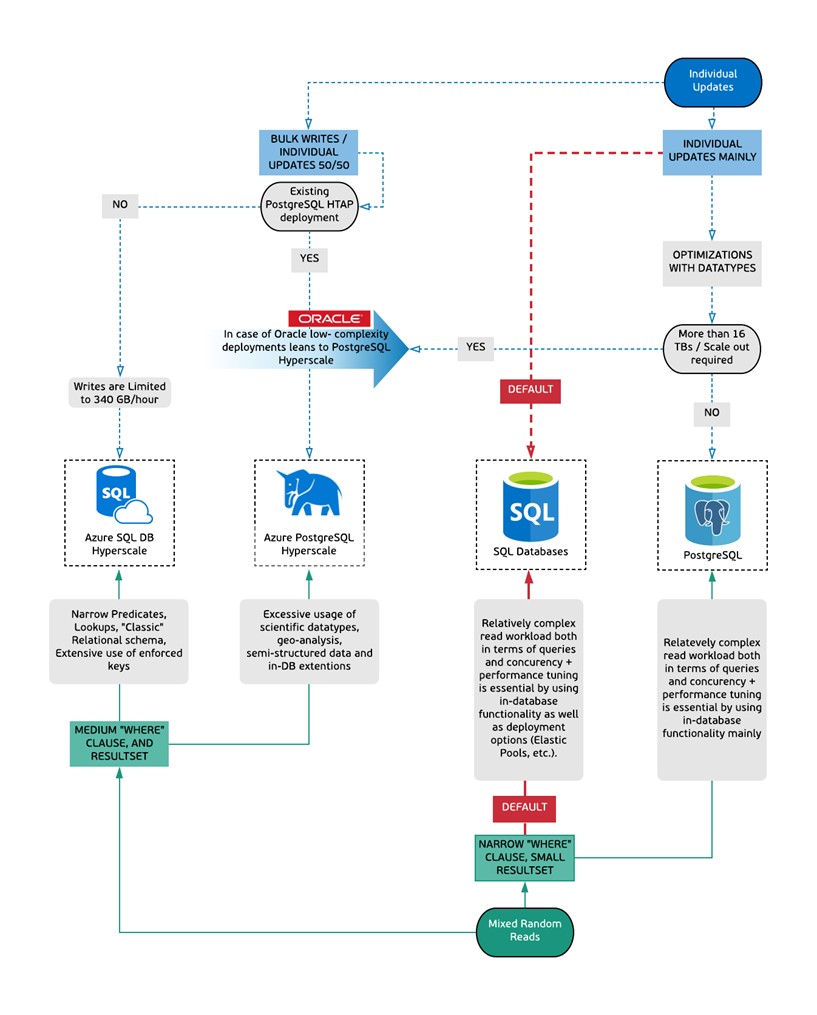 Individual
Updates
BULK WRITES /
INDIVIDUAL
UPDATES 50/50
INDIVIDUAL
UPDATES MAINLY
Existing
PostgreSQL HTAP
deployment
NO
YES
OPTIMIZATIONS
WITH DATATYPES
ORACLE
In case of Oracle low- complexity
deployments leans to PostgreSQL
Hyperscale
YES
More than 16
TBs / Scale out
required
Writes are Limited
to 340 GB/hour
DEFAULT
NO
SQL
Azure SQL DB
Hyperscale
Azure PostgreSQL
Hyperscale
SQL
SQL Databases
PostgreSQL
Narrow Predicates,
Lookups, "Classic"
Relational schema,
Extensive use of enforced
keys
Excessive usage of
scientific datatypes,
geo-analysis,
semi-structured data and
in-DB extentions
Relatively complex
read workload both
in terms of queries
and concurency +
performance tuning
is essential by using
in-database
functionality as well
as deployment
options (Elastic
Pools, etc.).
Relatevely complex
read workload both
in terms of queries
and concurency +
performance tuning
is essential by using
in-database
functionality mainly
MEDIUM "WHERE"
CLAUSE, AND
RESULTSET
DEFAULT
NARROW "WHERE"
CLAUSE, SMALL
RESULTSET
Mixed Random
Reads